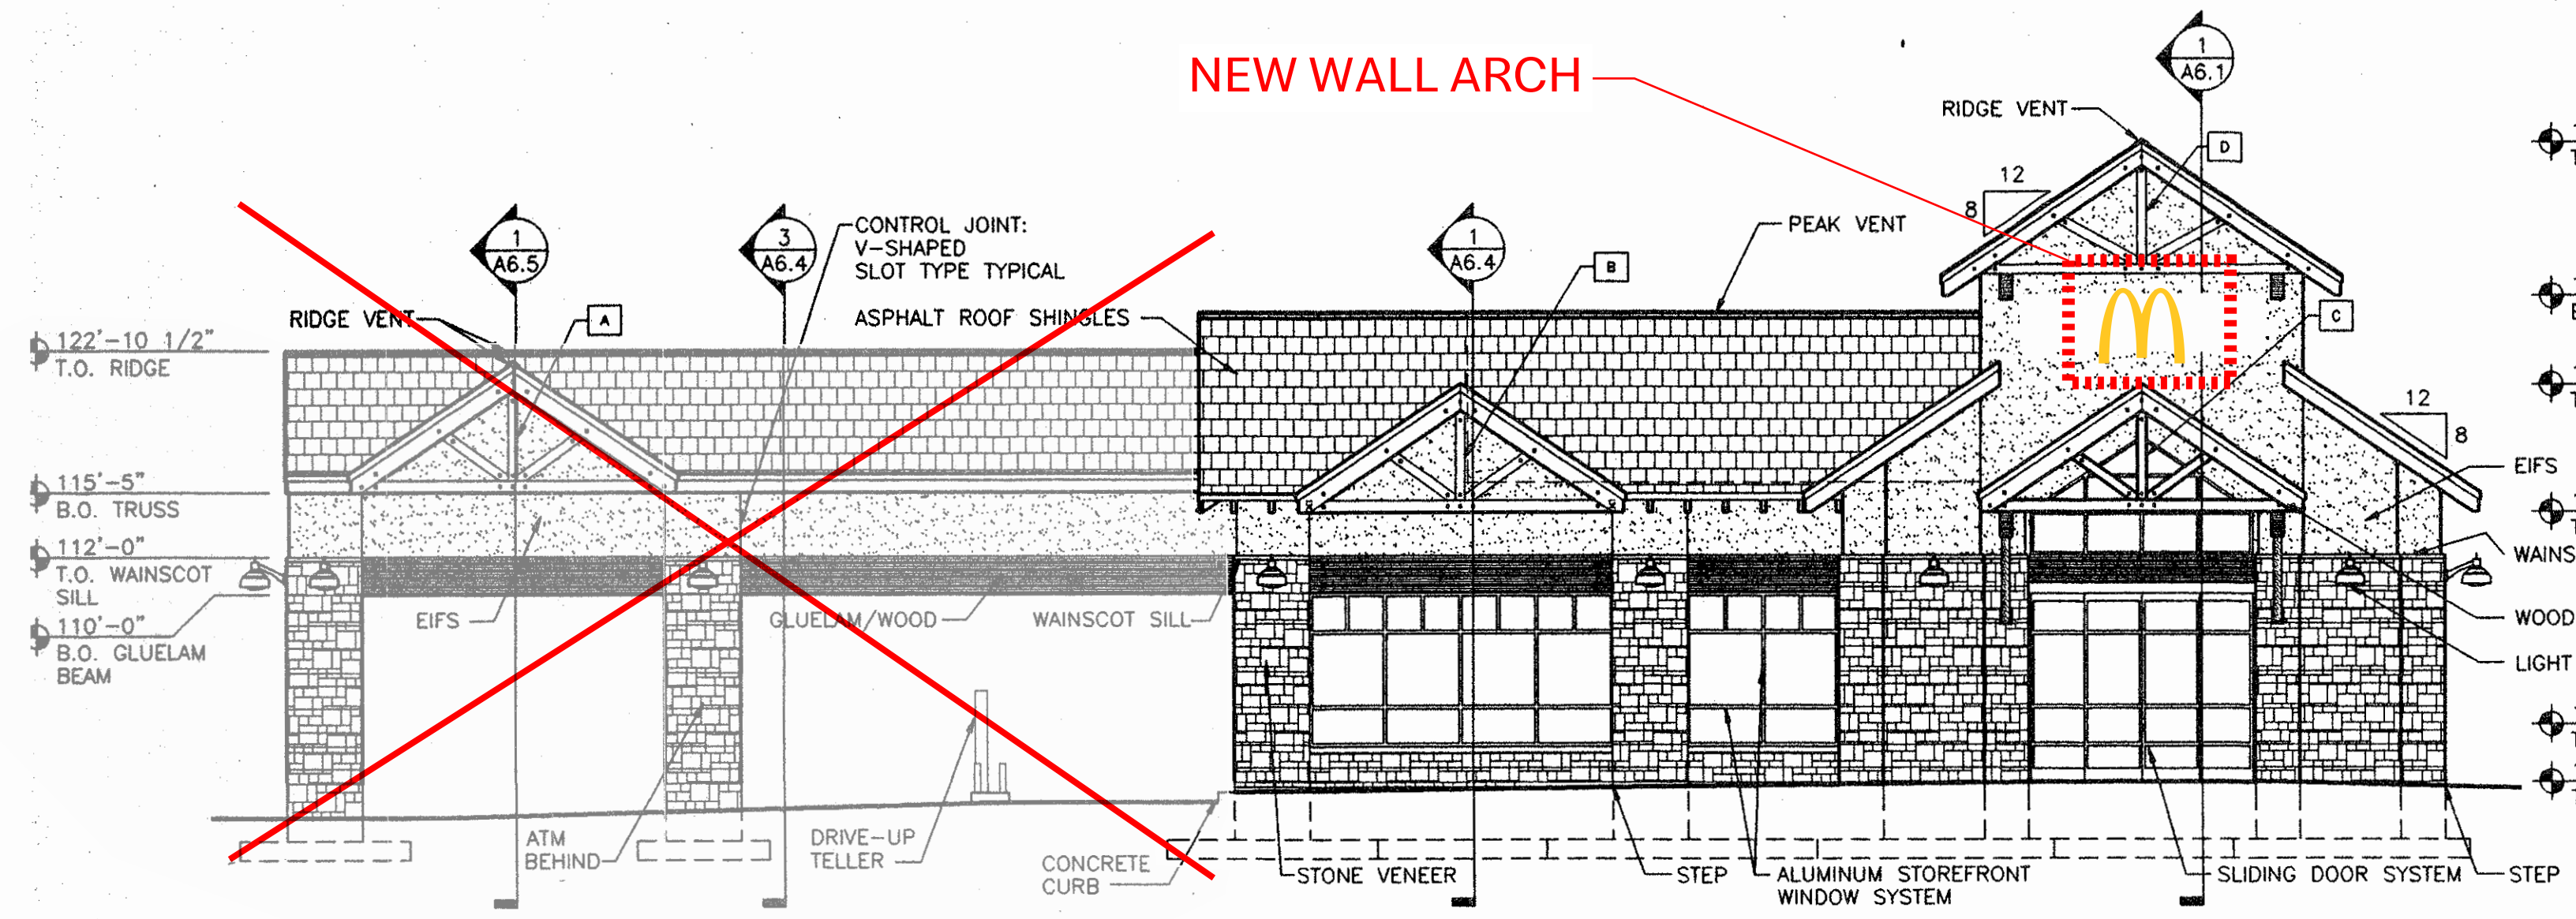 NEW WALL ARCH
1
A6.1
RIDGE VENT
D
12
8
PEAK VENT
1
A6.5
3
A6.4
CONTROL JOINT:
V-SHAPED
SLOT TYPE TYPICAL
1
A6.4
B
C
RIDGE VENT
A
ASPHALT ROOF SHINGLES
122'-10 1/2"
T.O. RIDGE
12
8
115'-5"
B.O. TRUSS
EIFS
112'-0"
T.O. WAINSCOT
SILL
WAINS
110'-0"
B.O. GLUELAM
BEAM
EIFS
GLUELAM/WOOD
WAINSCOT SILL
WOOD
LIGHT
ATM
BEHIND
DRIVE-UP
TELLER
CONCRETE
CURB
STONE VENEER
STEP
ALUMINUM STOREFRONT
WINDOW SYSTEM
SLIDING DOOR SYSTEM
STEP